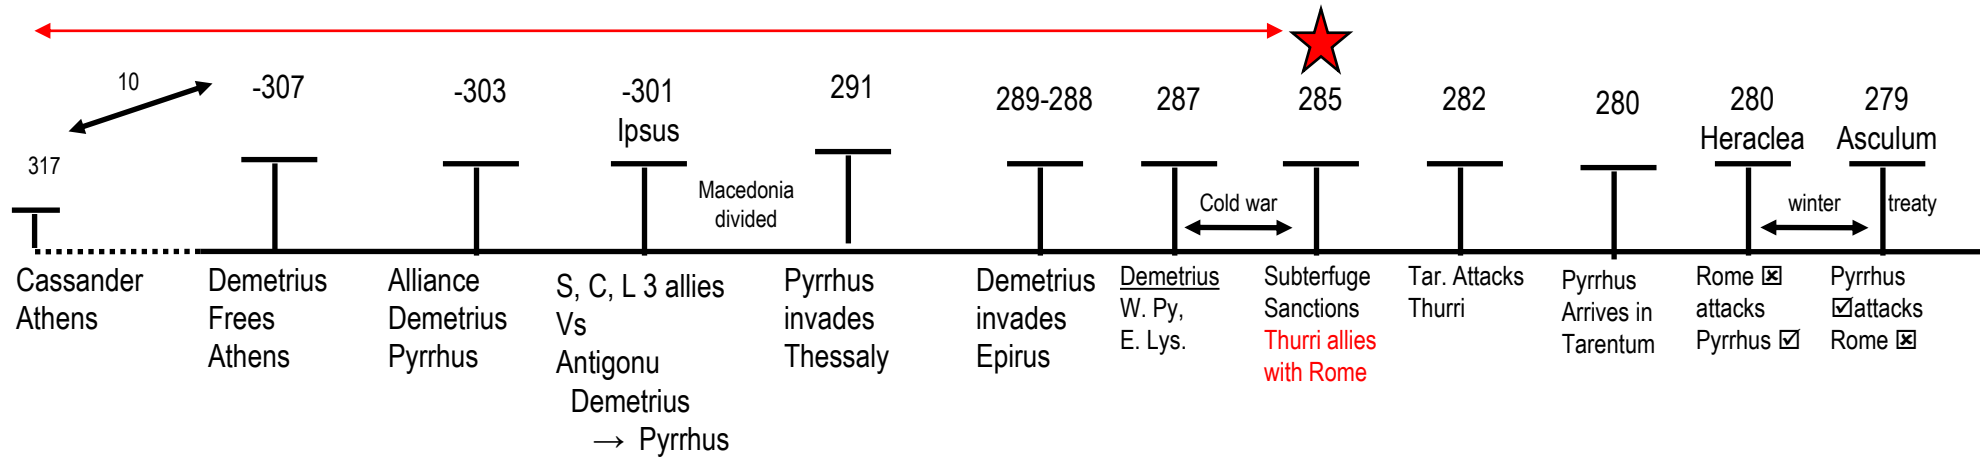 10
317
Cassander
Athens
-307
Demetrius
Frees
Athens
-303
Alliance
Demetrius
Pyrrhus
-301
Ipsus
S, C, L 3 allies
Vs
Antigonu
Demetrius
→ Pyrrhus
Macedonia
divided
291
Pyrrhus
invades
Thessaly
289-288
Demetrius
invades
Epirus
287
Demetrius
W. Py,
E. Lys.
Cold war
285
Subterfuge
Sanctions
Thurri allies
with Rome
282
Tar. Attacks
Thurri
280
Pyrrhus
Arrives in
Tarentum
280
Heraclea
Rome ☒
attacks
Pyrrhus ☑
winter
279
Asculum
treaty
Pyrrhus
☑attacks
Rome ☒